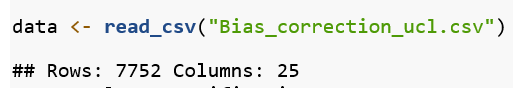 data <- read_csv("Bias_correction_ucl.csv")
## Rows: 7752 Columns: 25